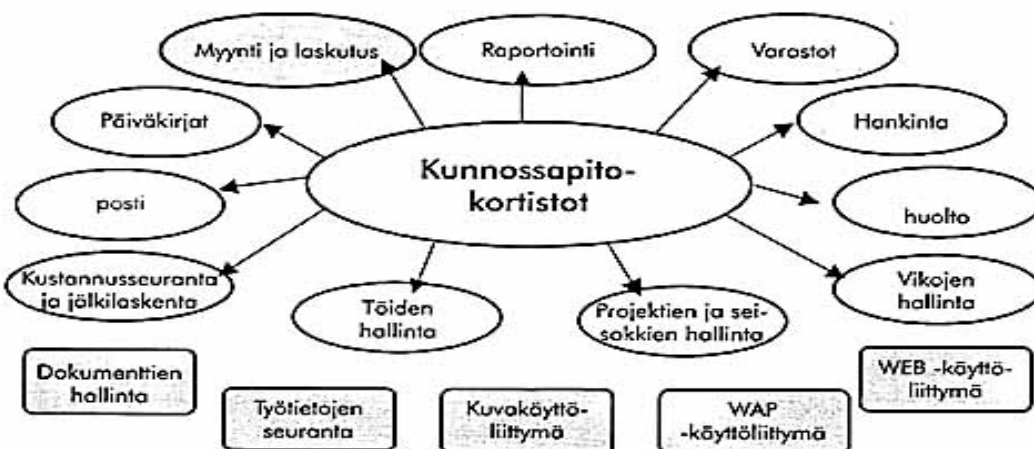 Myynti ja laskutus
Raportointi
Varastot
Päiväkirjat
Hankinta
Kunnossapito-
kortistot
posti
huolto
Kustannusseuranta
ja jälkilaskenta
Töiden
hallinta
Projektien ja sei-
sokkien hallinta
Vikojen
hallinta
Dokumenttien
hallinta
Työtietojen
seuranta
Kuvakäyttö-
liittymä
WAP
-käyttöliittymä
WEB -käyttö-
liittymä